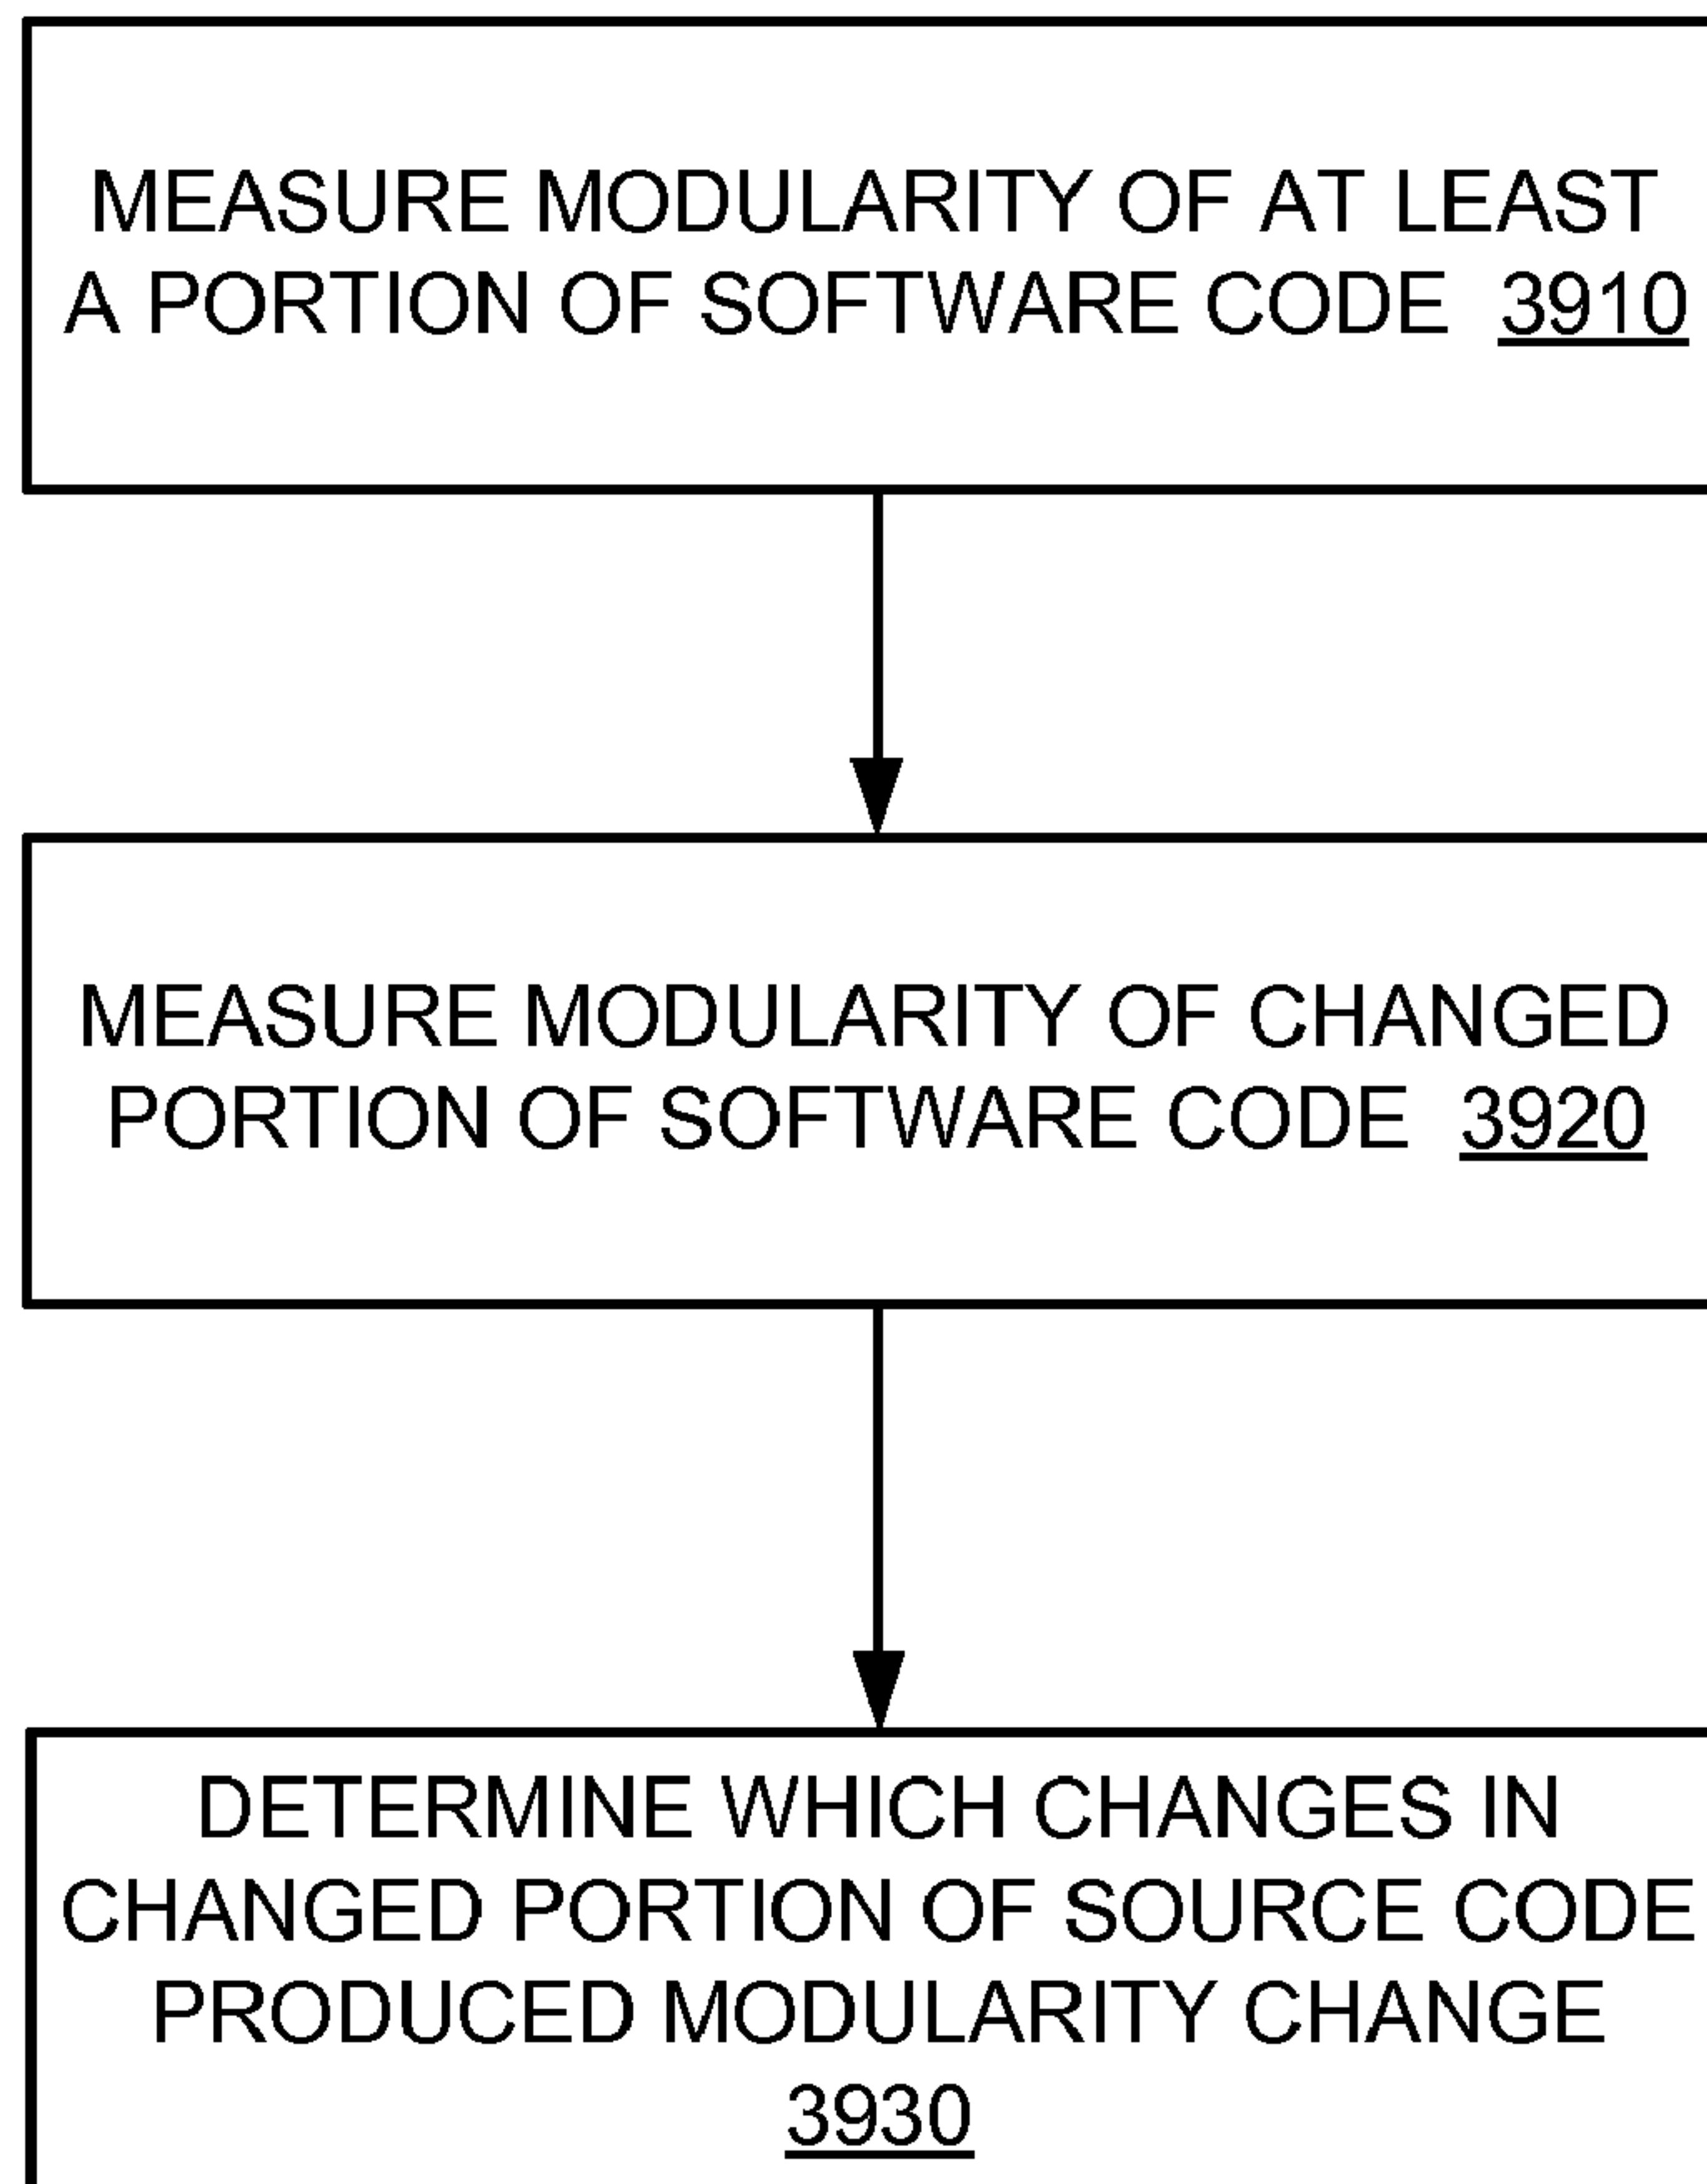 MEASURE MODULARITY OF AT LEAST
A PORTION OF SOFTWARE CODE 3910
MEASURE MODULARITY OF CHANGED
PORTION OF SOFTWARE CODE 3920
DETERMINE WHICH CHANGES IN
CHANGED PORTION OF SOURCE CODE
PRODUCED MODULARITY CHANGE
3930